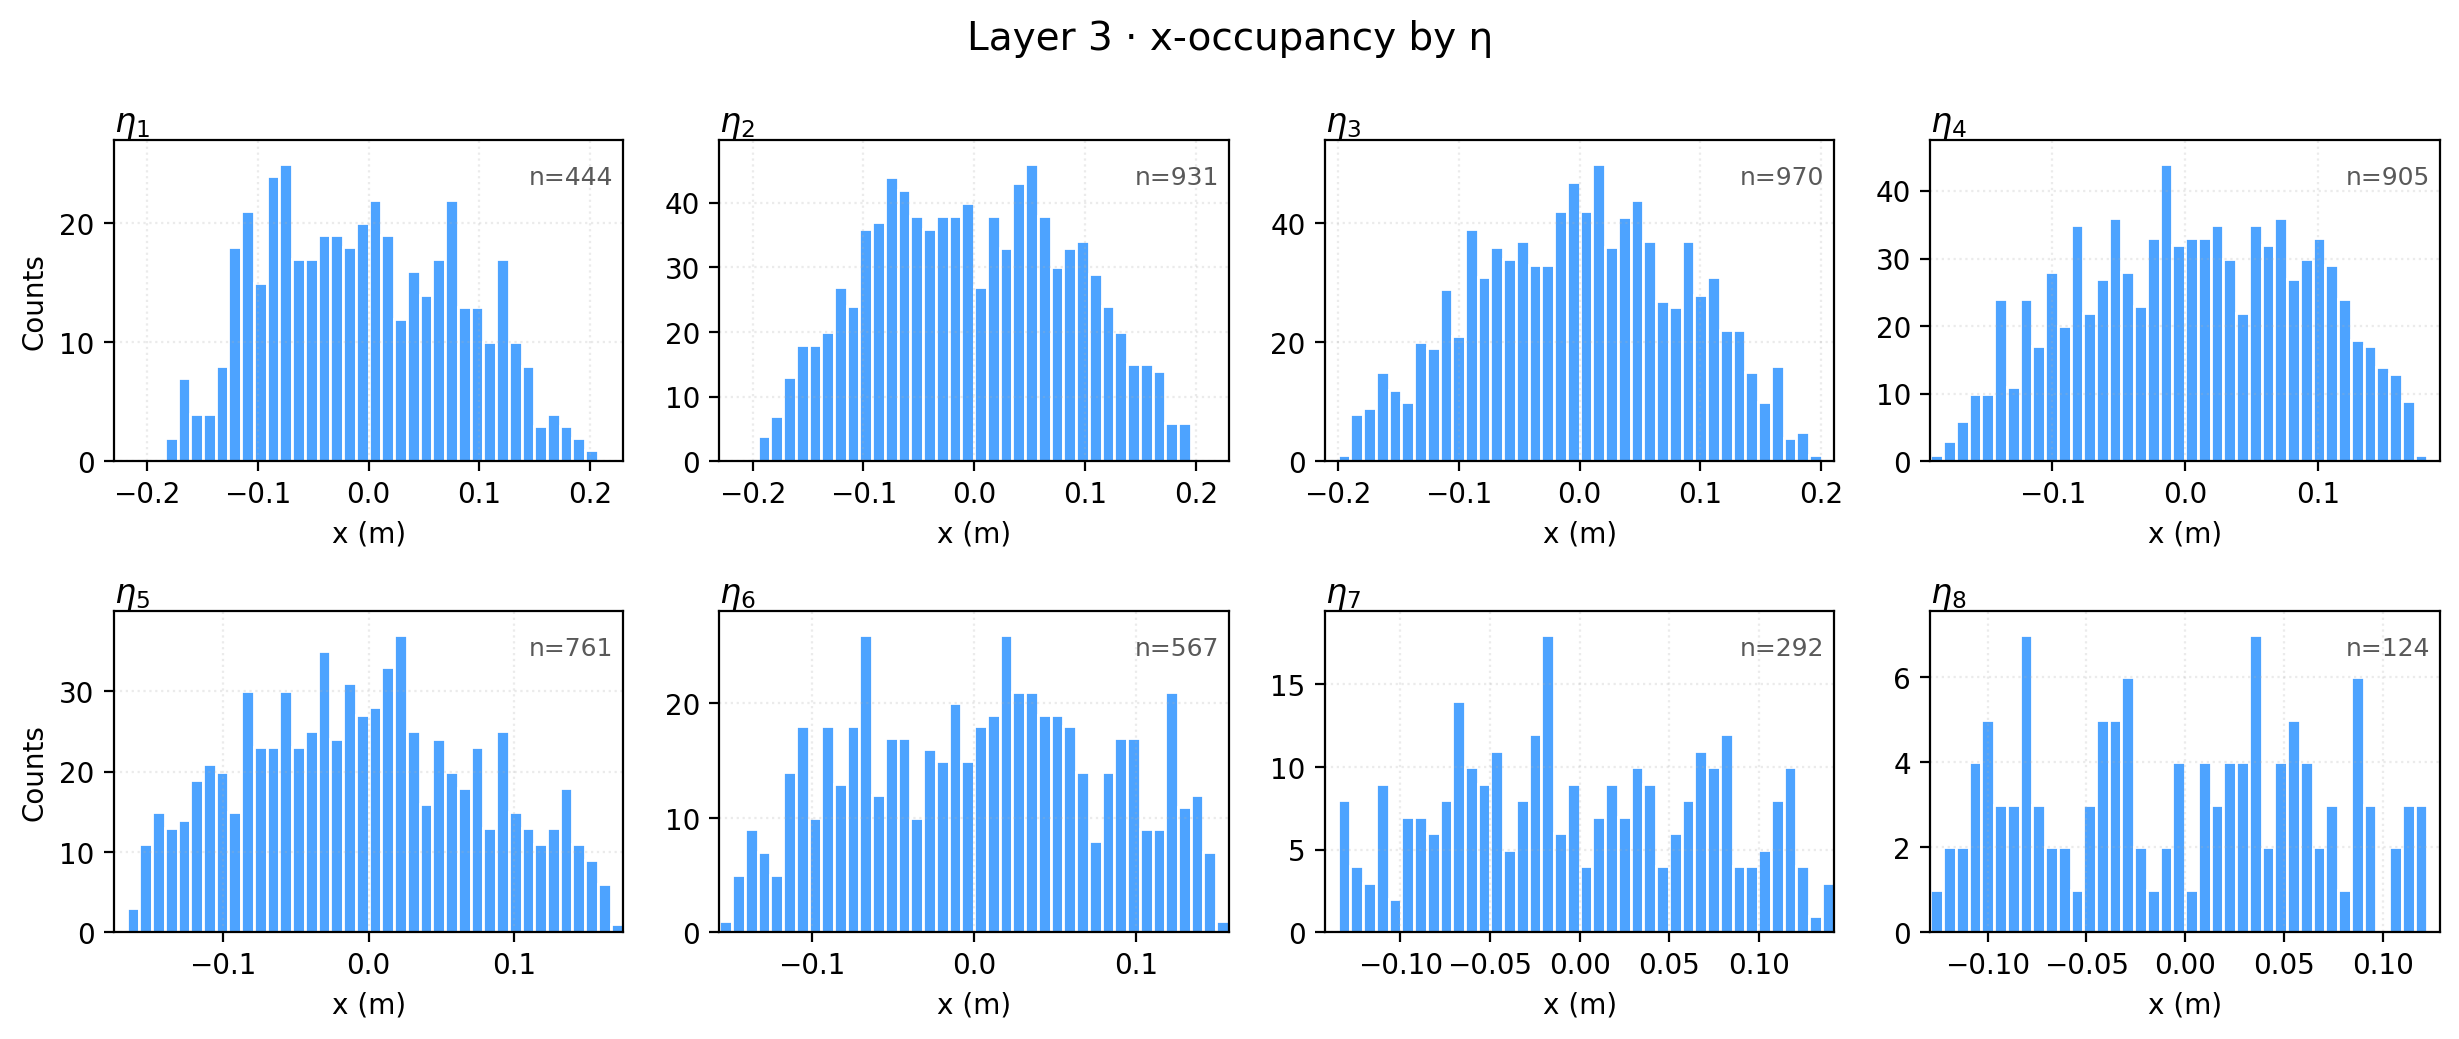 Layer 3 · x-occupancy by η
η1 η2 η3 η4
n=444 n=931 n=970 n=905
Counts
20
10
0
40
30
20
10
0
40
20
0
40
30
20
10
0
−0.2 −0.1 0.0 0.1 0.2
−0.2 −0.1 0.0 0.1 0.2
−0.2 −0.1 0.0 0.1 0.2
−0.1 0.0 0.1
x (m) x (m) x (m) x (m)
η5 η6 η7 η8
n=761 n=567 n=292 n=124
Counts
30
20
10
0
20
10
0
15
10
5
0
6
4
2
0
−0.1 0.0 0.1
−0.1 0.0 0.1
−0.10 −0.05 0.00 0.05 0.10
−0.10 −0.05 0.00 0.05 0.10
x (m) x (m) x (m) x (m)